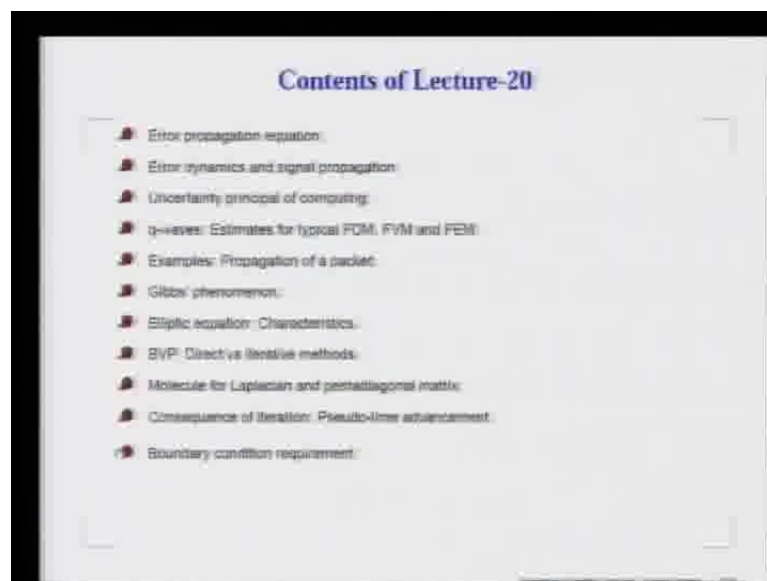 Contents of Lecture-20
Error propagation equation.
Error dynamics and signal propagation.
Uncertainty principal of computing.
q-waves: Estimates for typical FDM, FVM and FEM.
Examples: Propagation of a packet.
Gibbs' phenomenon.
Elliptic equation: Characteristics.
BVP: Direct vs iterative methods.
Molecule for Laplacian and pentadiagonal matrix.
Consequence of iteration: Pseudo-time advancement.
Boundary condition requirement.